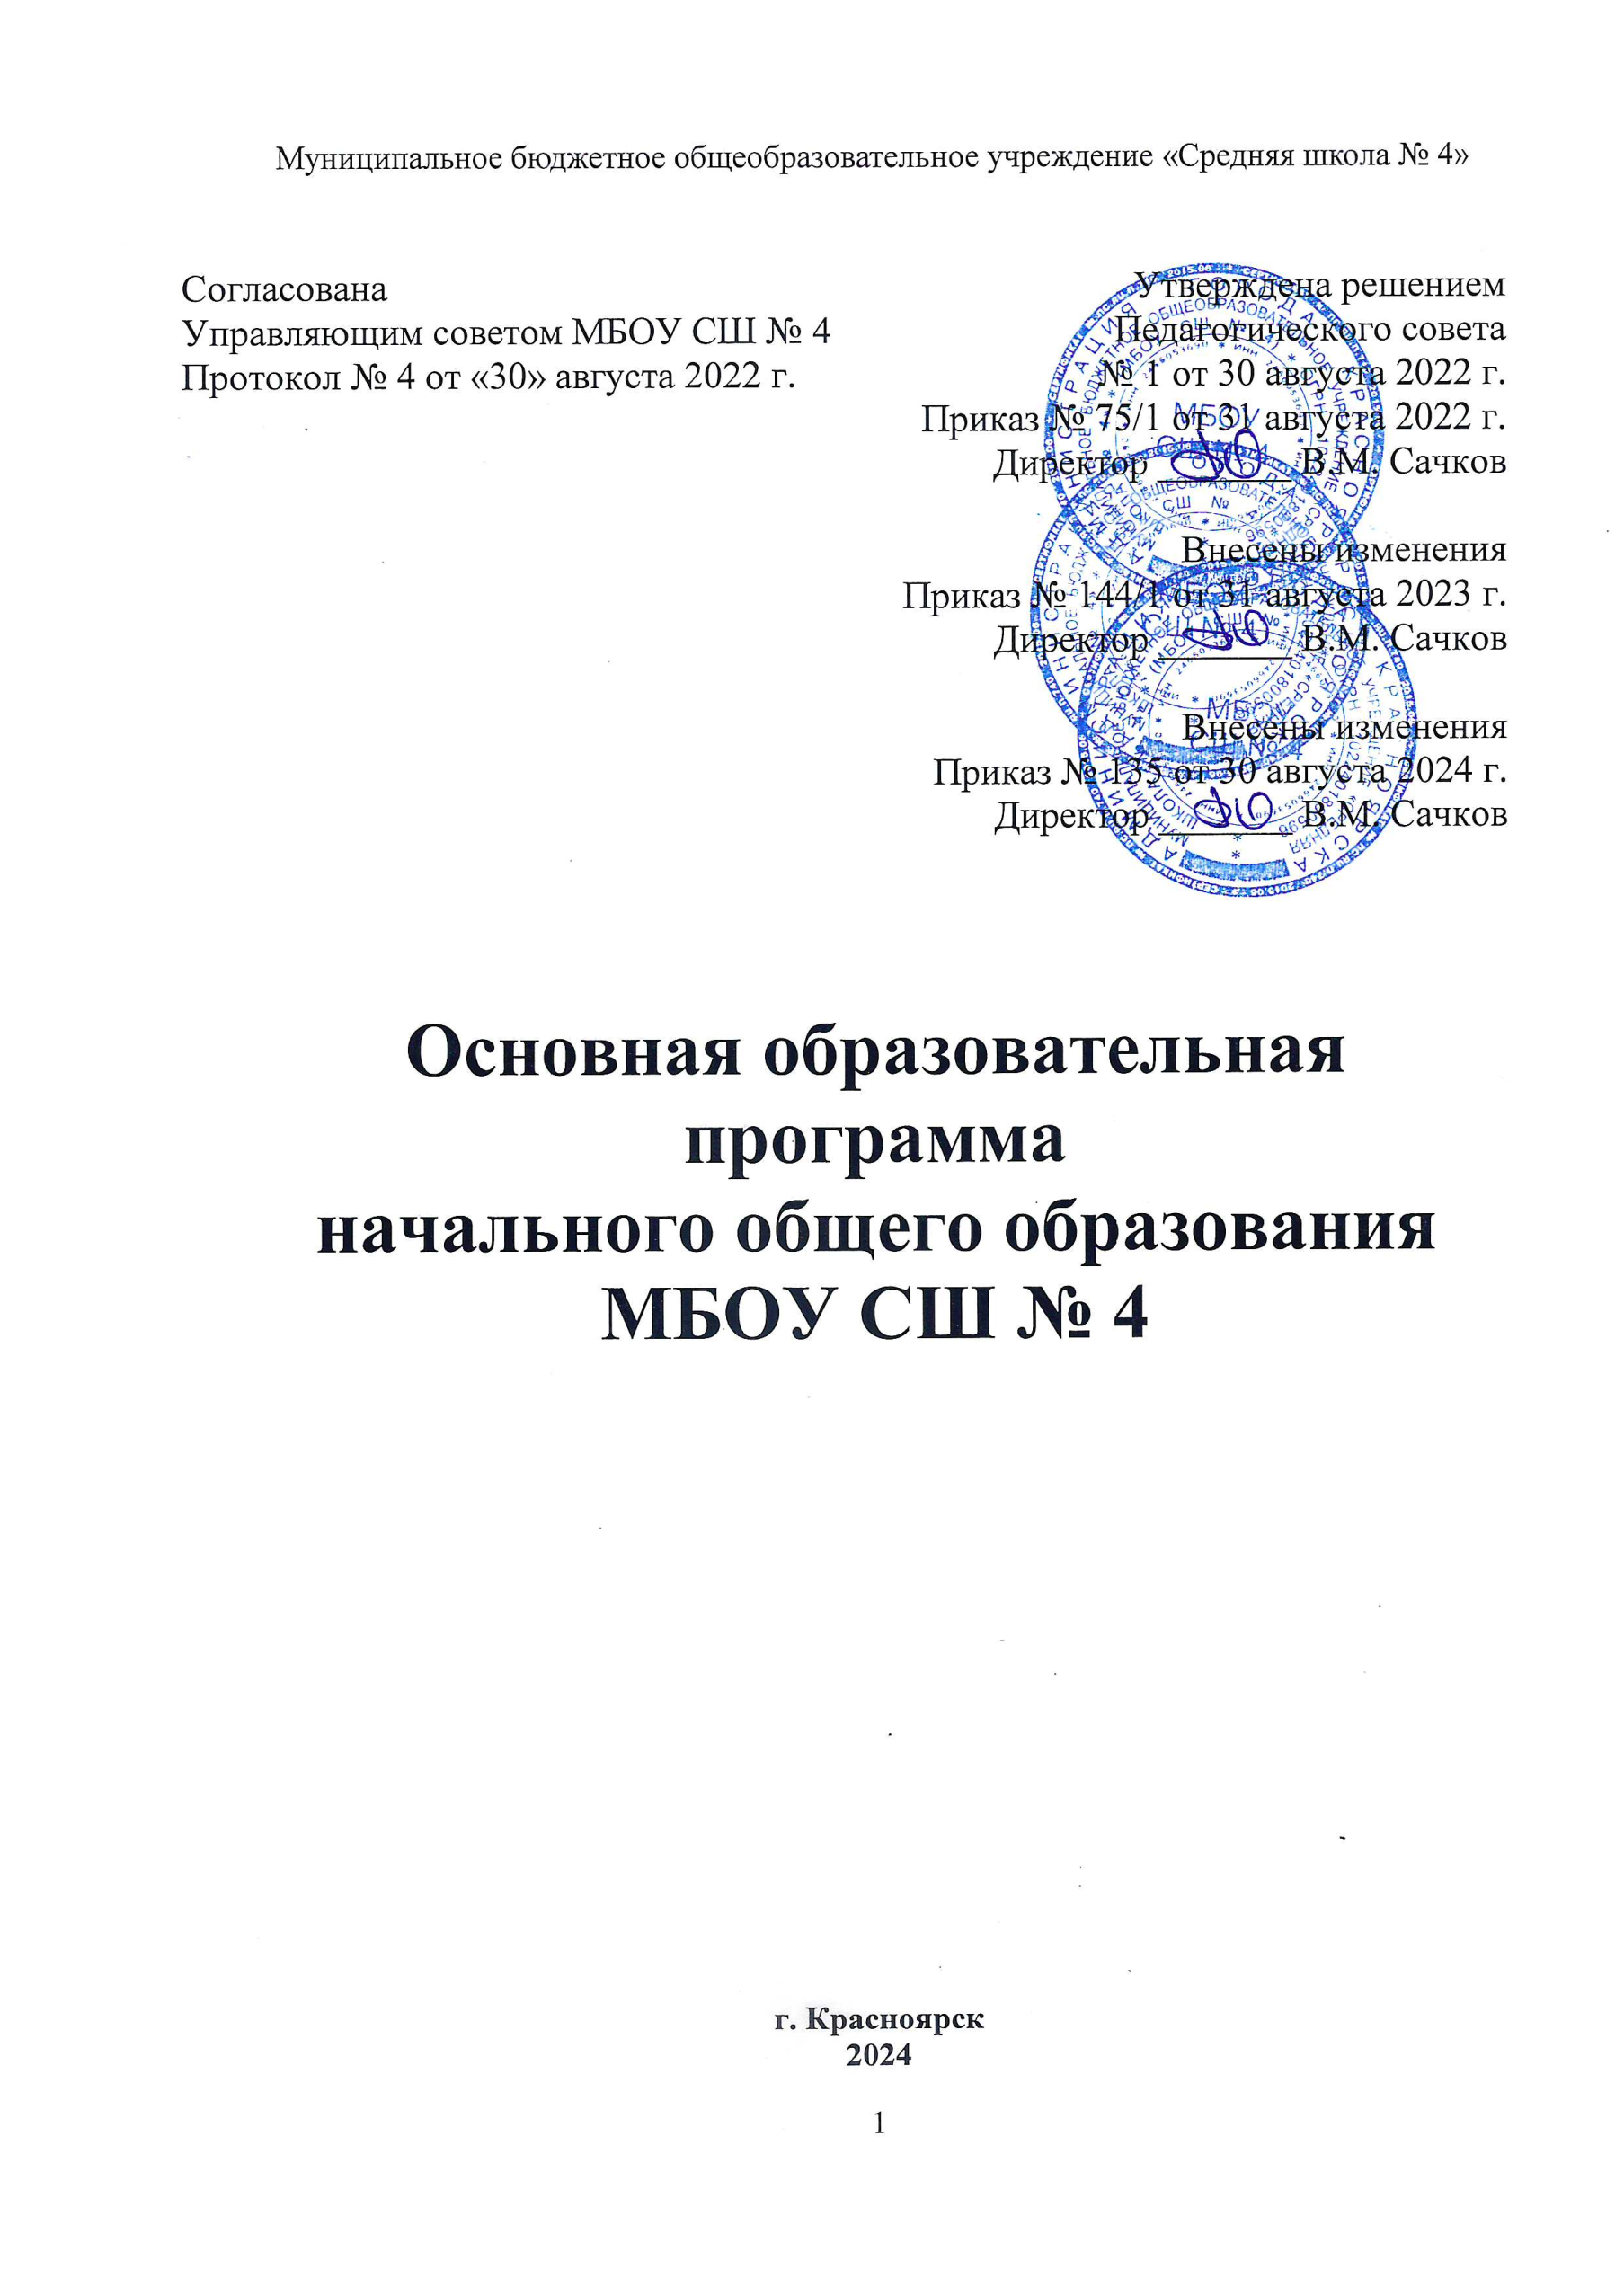 Муниципальное бюджетное общеобразовательное учреждение «Средняя школа № 4»
Согласована
Управляющим советом МБОУ СШ № 4
Протокол № 4 от «30» августа 2022 г.
Утверждена решением
Педагогического совета
№ 1 от 30 августа 2022 г.
Приказ № 75/1 от 31 августа 2022 г.
Директор _______ В.М. Сачков
Внесены изменения
Приказ № 144/1 от 31 августа 2023 г.
Директор _______ В.М. Сачков
Внесены изменения
Приказ № 135 от 30 августа 2024 г.
Директор _______ В.М. Сачков
Основная образовательная
программа
начального общего образования
МБОУ СШ № 4
г. Красноярск
2024
1